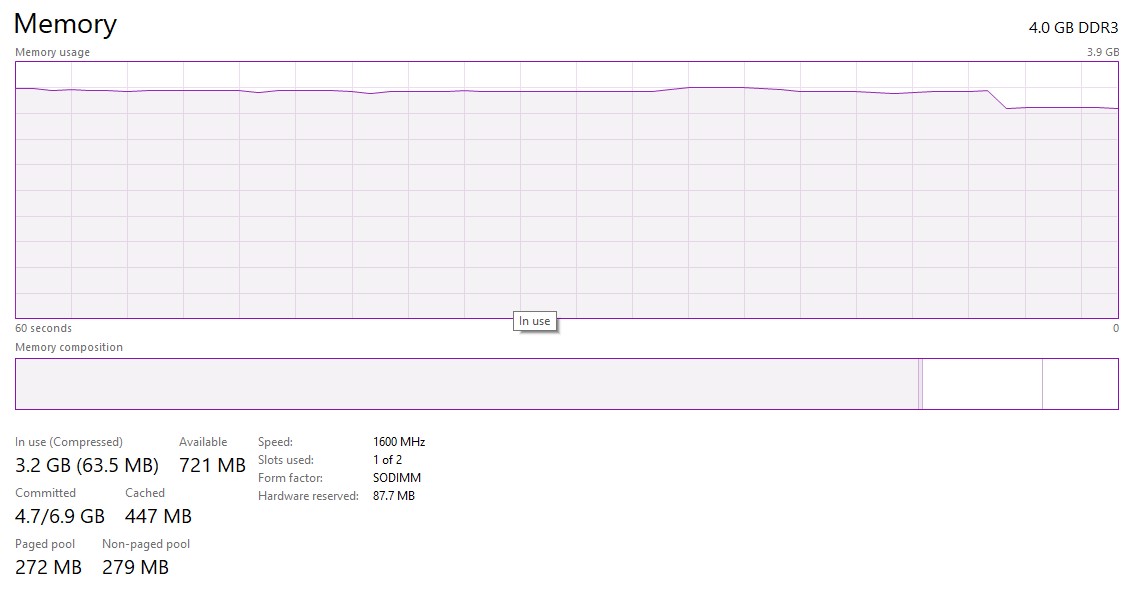 Memory
4.0 GB DDR3
Memory usage
3.9 GB
60 seconds
0
In use
Memory composition
In use (Compressed)
3.2 GB (63.5 MB)
Available
721 MB
Committed
4.7/6.9 GB
Cached
447 MB
Paged pool
272 MB
Non-paged pool
279 MB
Speed: 1600 MHz
Slots used: 1 of 2
Form factor: SODIMM
Hardware reserved: 87.7 MB